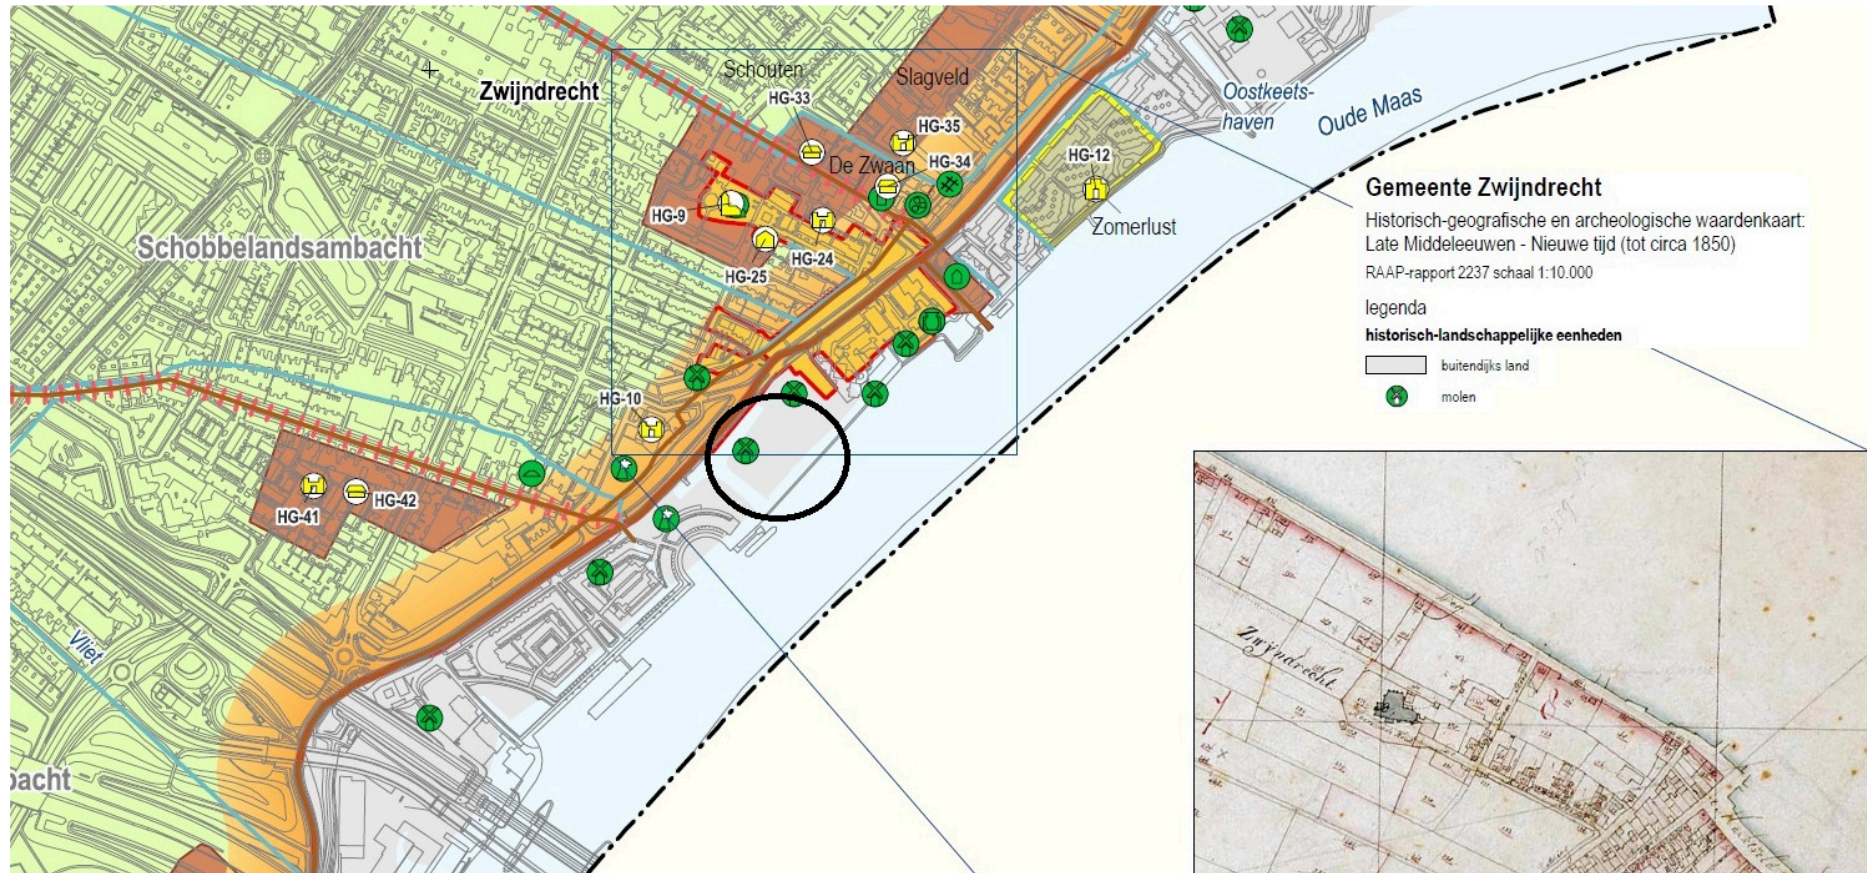 Schouten
Slagveld
Zwijndrecht
HG-33
Oostkeets-
haven
Oude Maas
HG-35
De Zwaan
HG-34
HG-12
HG-9
Zomerlust
Schobbelandsambacht
HG-24
HG-25
HG-10
HG-41
HG-42
Vliet
bacht
Gemeente Zwijndrecht
Historisch-geografische en archeologische waardenkaart:
Late Middeleeuwen - Nieuwe tijd (tot circa 1850)
RAAP-rapport 2237 schaal 1:10.000
legenda
historisch-landschappelijke eenheden
buitendijks land
molen
Zwijndrecht